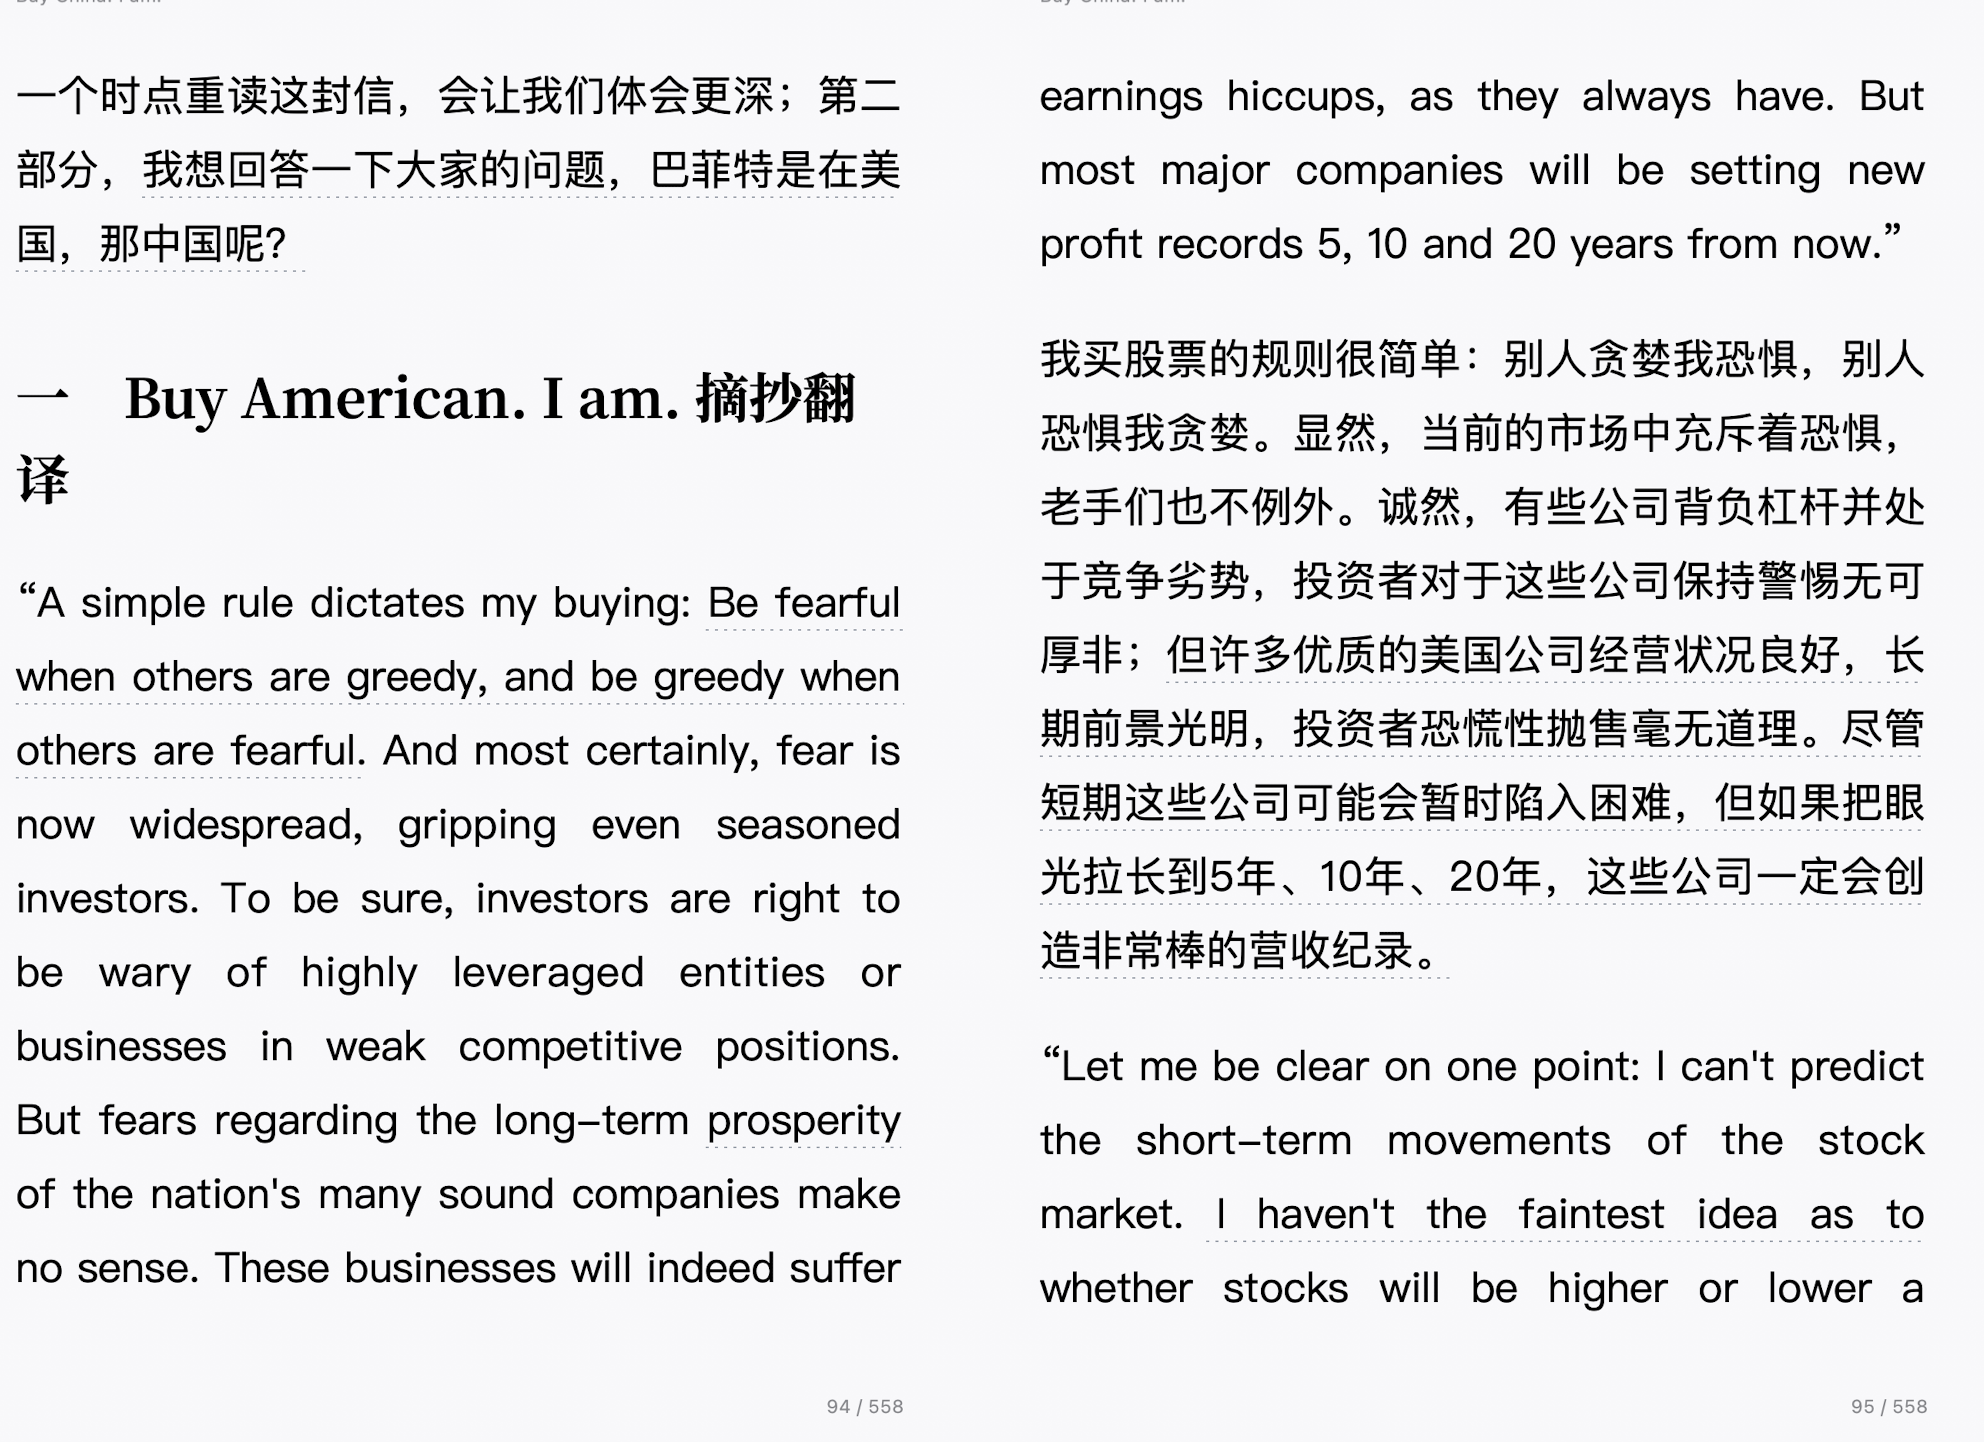 一个时点重读这封信，会让我们体会更深；第二
部分，我想回答一下大家的问题，巴菲特是在美
国，那中国呢？
一 Buy American. I am. 摘抄翻
译
“A simple rule dictates my buying: Be fearful
when others are greedy, and be greedy when
others are fearful. And most certainly, fear is
now widespread, gripping even seasoned
investors. To be sure, investors are right to
be wary of highly leveraged entities or
businesses in weak competitive positions.
But fears regarding the long–term prosperity
of the nation's many sound companies make
no sense. These businesses will indeed suffer
94 / 558
earnings hiccups, as they always have. But
most major companies will be setting new
profit records 5, 10 and 20 years from now.”
我买股票的规则很简单：别人贪婪我恐惧，别人
恐惧我贪婪。显然，当前的市场中充斥着恐惧，
老手们也不例外。诚然，有些公司背负杠杆并处
于竞争劣势，投资者对于这些公司保持警惕无可
厚非；但许多优质的美国公司经营状况良好，长
期前景光明，投资者恐慌性抛售毫无道理。尽管
短期这些公司可能会暂时陷入困难，但如果把眼
光拉长到5年、10年、20年，这些公司一定会创
造非常棒的营收纪录。
“Let me be clear on one point: I can't predict
the short–term movements of the stock
market. I haven't the faintest idea as to
whether stocks will be higher or lower a
95 / 558